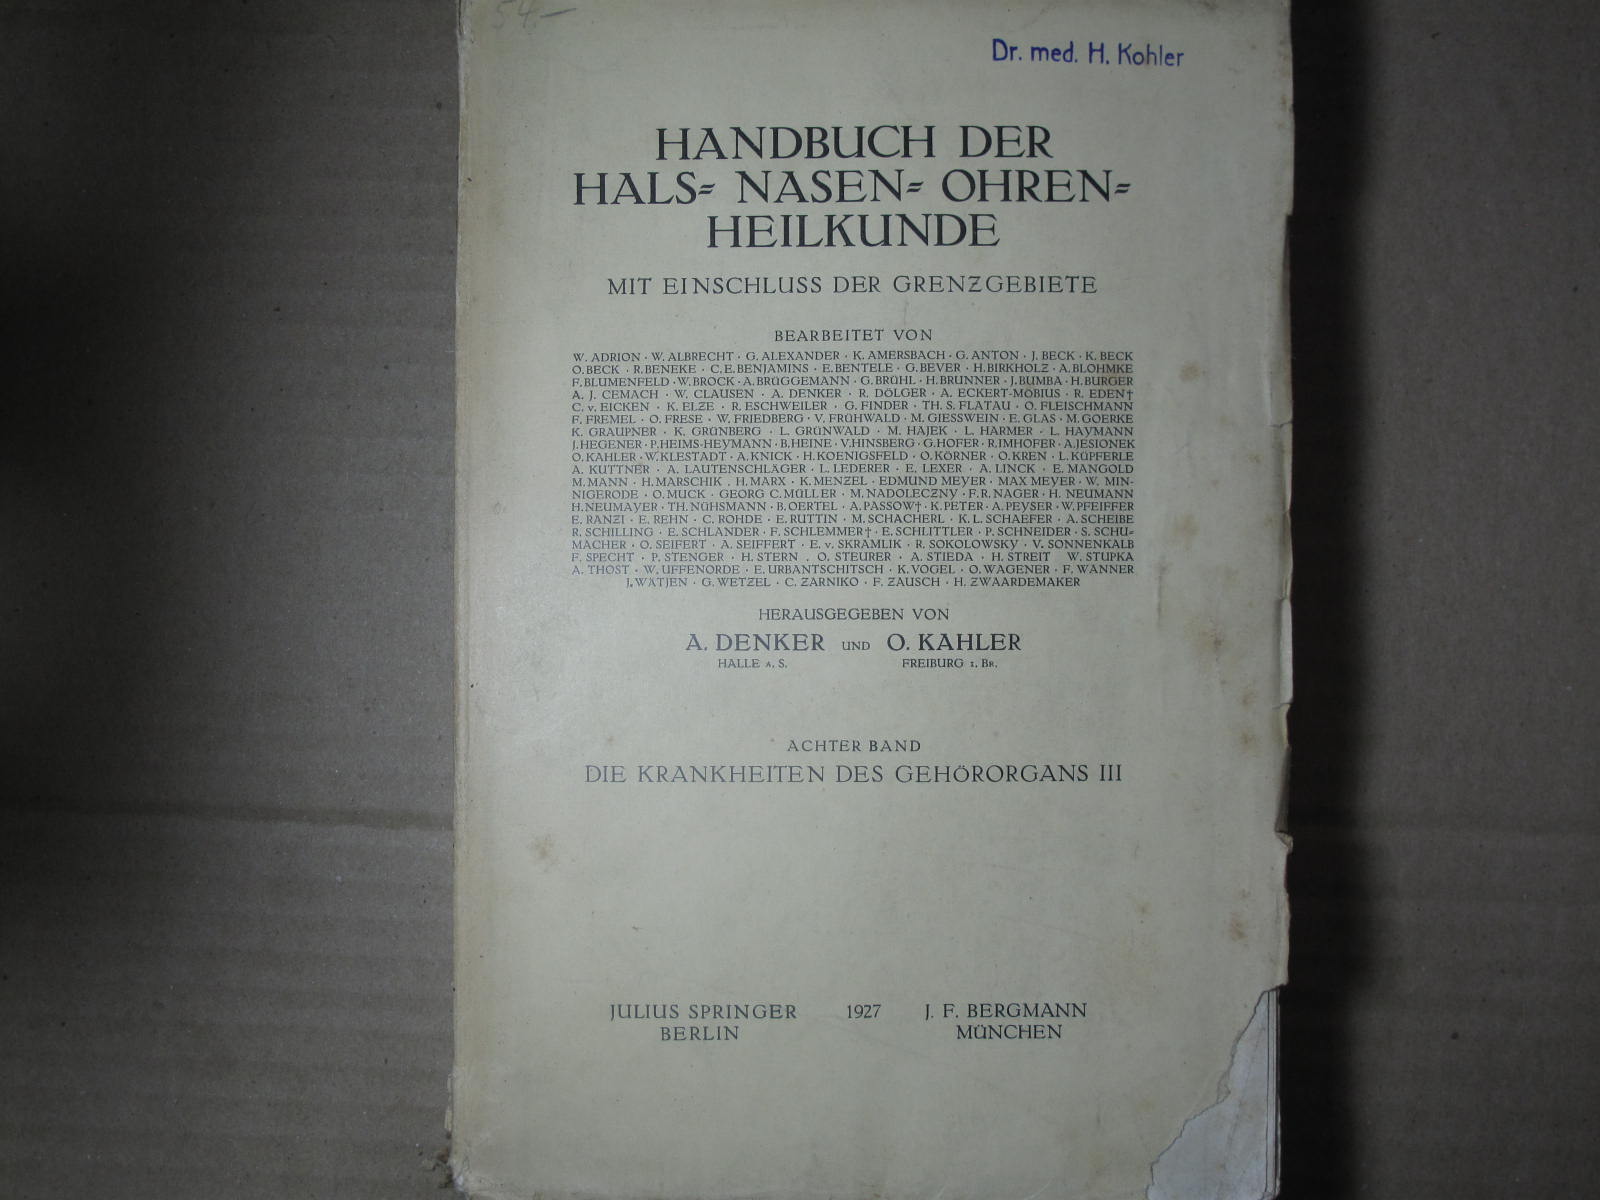 54.—
Dr. med. H. Kohler
HANDBUCH DER
HALS= NASEN= OHREN=
HEILKUNDE
MIT EINSCHLUSS DER GRENZGEBIETE
BEARBEITET VON
W. ADRION · W. ALBRECHT · G. ALEXANDER · K. AMERSBACH · G. ANTON · J. BECK · K. BECK
O. BECK · R. BENEKE · C. E. BENJAMINS · E. BENTELE · G. BEVER · H. BIRKHOLZ · A. BLOHMKE
F. BLUMENFELD · W. BROCK · A. BRÜGGEMANN · G. BRÜHL · H. BRUNNER · J. BUMBA · H. BURGER
A. J. CEMACH · W. CLAUSEN · A. DENKER · R. DÖLGER · A. ECKERT-MÖBIUS · R. EDEN†
C. v. EICKEN · K. ELZE · R. ESCHWEILER · G. FINDER · TH. S. FLATAU · O. FLEISCHMANN
F. FREMEL · O. FRESE · W. FRIEDBERG · V. FRÜHWALD · M. GIESSWEIN · E. GLAS · M. GOERKE
K. GRAUPNER · K. GRÜNBERG · L. GRÜNWALD · M. HAJEK · L. HARMER · L. HAYMANN
J. HEGENER · P. HEIMS-HEYMANN · B. HEINE · V. HINSBERG · G. HOFER · R. IMHOFER · A. JESIONEK
O. KAHLER · W. KLESTADT · A. KNICK · H. KOENIGSFELD · O. KÖRNER · O. KREN · L. KÜPFERLE
A. KUTTNER · A. LAUTENSCHLÄGER · L. LEDERER · E. LEXER · A. LINCK · E. MANGOLD
M. MANN · H. MARSCHIK . H. MARX · K. MENZEL · EDMUND MEYER · MAX MEYER · W. MIN-
NIGERODE · O. MUCK · GEORG C. MÜLLER · M. NADOLECZNY · F. R. NAGER · H. NEUMANN
H. NEUMAYER · TH. NÜHSMANN · B. OERTEL · A. PASSOW† · K. PETER · A. PEYSER · W. PFEIFFER
E. RANZI · E. REHN · C. ROHDE · E. RUTTIN · M. SCHACHERL · K. L. SCHAEFER · A. SCHEIBE
R. SCHILLING · E. SCHLANDER · F. SCHLEMMER† · E. SCHLITTLER · P. SCHNEIDER · S. SCHU-
MACHER · O. SEIFERT · A. SEIFFERT · E. v. SKRAMLIK · R. SOKOLOWSKY · V. SONNENKALB
F. SPECHT · P. STENGER · H. STERN . O. STEURER · A. STIEDA · H. STREIT W. STUPKA
A. THOST · W. UFFENORDE · E. URBANTSCHITSCH · K. VOGEL · O. WAGENER · F. WANNER
J. WÄTJEN · G. WETZEL · C. ZARNIKO · F. ZAUSCH · H. ZWAARDEMAKER
HERAUSGEGEBEN VON
A. DENKER UND O. KAHLER
HALLE A. S. FREIBURG I. BR.
ACHTER BAND
DIE KRANKHEITEN DES GEHÖRORGANS III
JULIUS SPRINGER 1927 J. F. BERGMANN
BERLIN MÜNCHEN